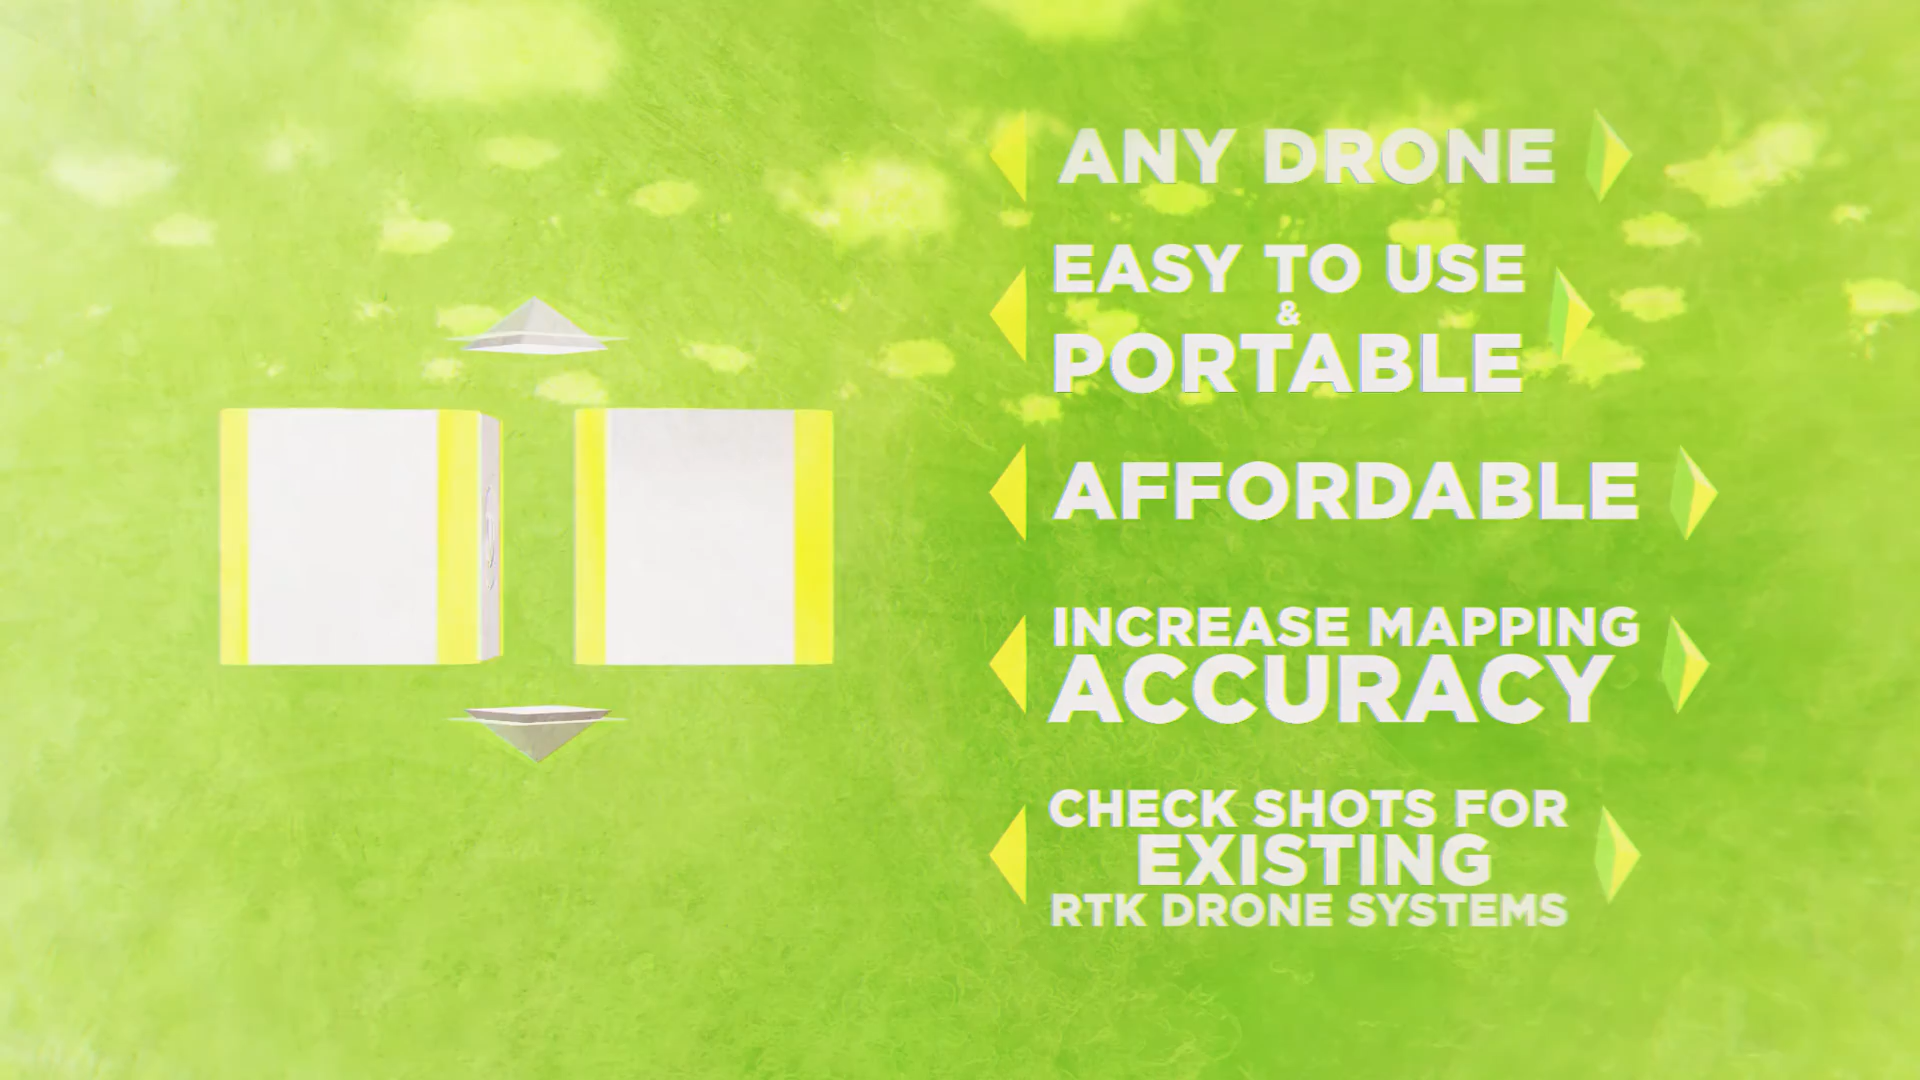 ANY DRONE
EASY TO USE
&
PORTABLE
AFFORDABLE
INCREASE MAPPING
ACCURACY
CHECK SHOTS FOR
EXISTING
RTK DRONE SYSTEMS